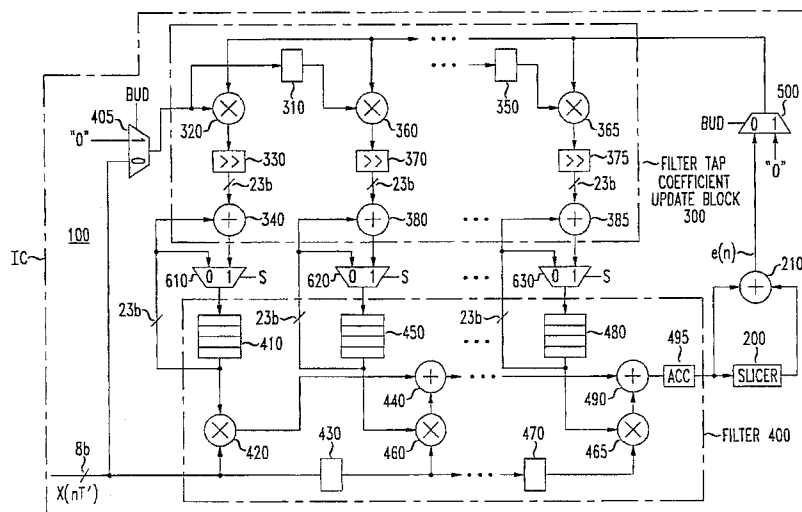 500
310
350
BUD
405
"0"
1
0
320
360
365
BUD
0 1
"0"
>> 330
>> 370
>> 375
23b
23b
23b
FILTER TAP
COEFFICIENT
UPDATE BLOCK
300
340
380
385
IC
100
e(n)
210
610 0 1 S
620 0 1 S
630 0 1 S
23b
23b
23b
410
450
480
495
200
ACC
SLICER
440
490
420
460
465
FILTER 400
8b
430
470
X(nT')